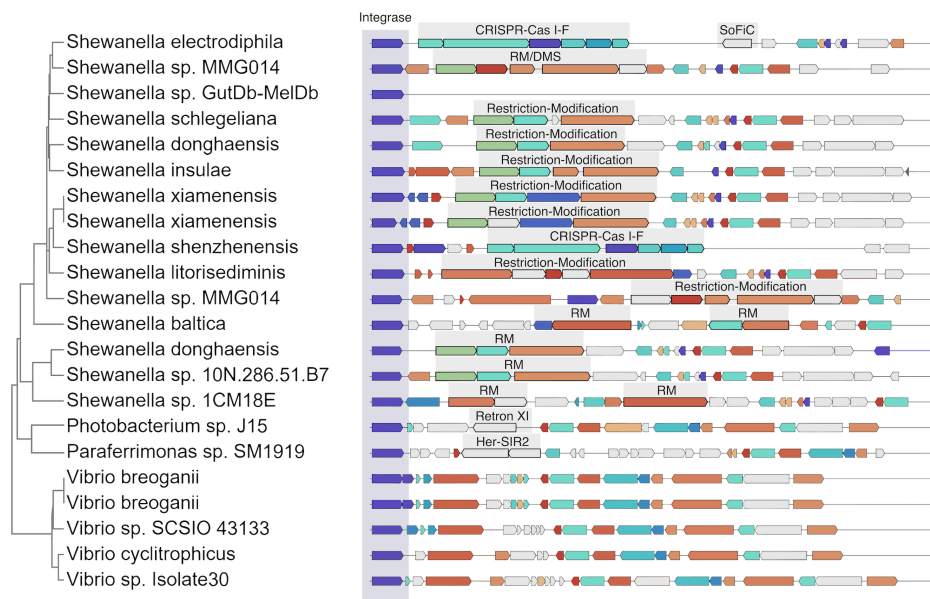 Integrase
Shewanella electrodiphila CRISPR-Cas I-F SoFiC
Shewanella sp. MMG014 RM/DMS
Shewanella sp. GutDb-MelDb
Shewanella schlegeliana Restriction-Modification
Shewanella donghaensis Restriction-Modification
Shewanella insulae Restriction-Modification
Shewanella xiamenensis Restriction-Modification
Shewanella xiamenensis Restriction-Modification
Shewanella shenzhenensis CRISPR-Cas I-F
Shewanella litorisediminis Restriction-Modification
Shewanella sp. MMG014 Restriction-Modification
Shewanella baltica RM RM
Shewanella donghaensis RM
Shewanella sp. 10N.286.51.B7 RM
Shewanella sp. 1CM18E RM RM
Photobacterium sp. J15 Retron XI
Paraferrimonas sp. SM1919 Her-SIR2
Vibrio breoganii
Vibrio breoganii
Vibrio sp. SCSIO 43133
Vibrio cyclitrophicus
Vibrio sp. Isolate30